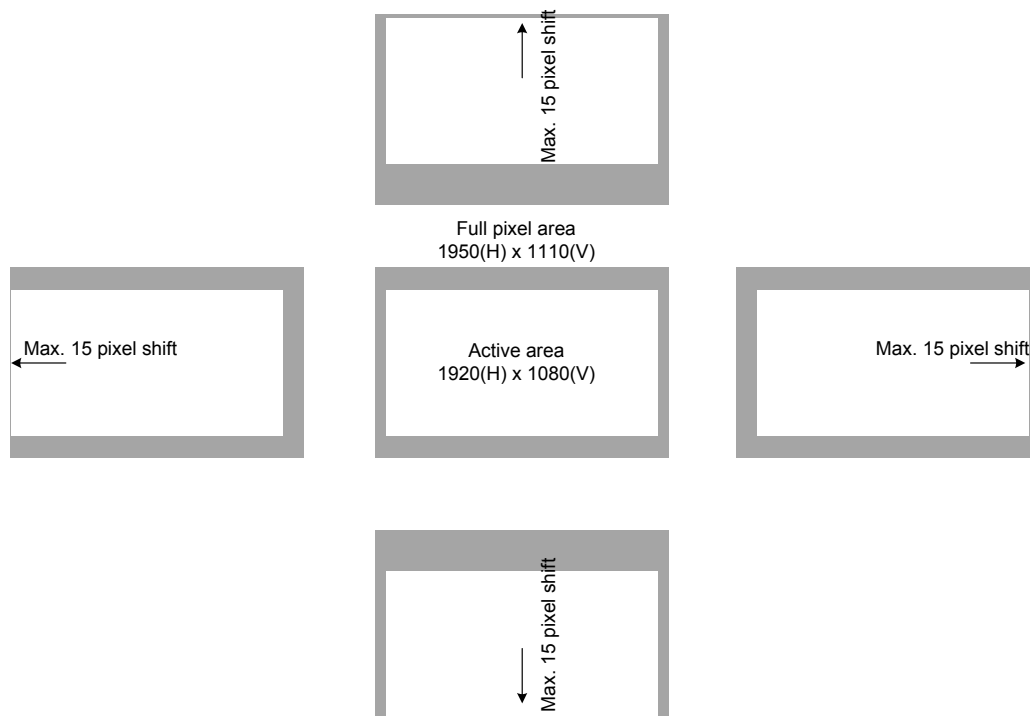 Max. 15 pixel shift
Full pixel area
1950(H) x 1110(V)
Max. 15 pixel shift
Active area
1920(H) x 1080(V)
Max. 15 pixel shift
Max. 15 pixel shift